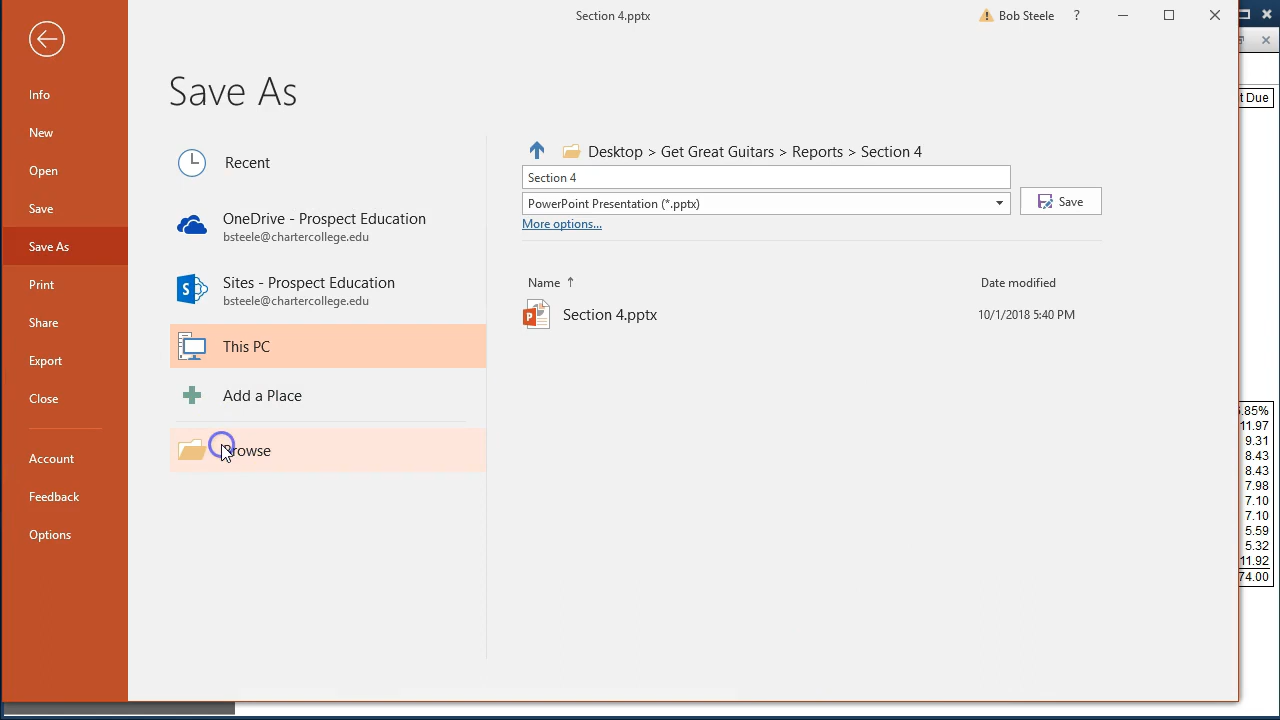 Section 4.pptx
Bob Steele
?
Info
New
Open
Save
Save As
Print
Share
Export
Close
Account
Feedback
Options
Save As
Recent
OneDrive - Prospect Education
bsteele@chartercollege.edu
Sites - Prospect Education
bsteele@chartercollege.edu
This PC
Add a Place
Browse
Desktop > Get Great Guitars > Reports > Section 4
Section 4
PowerPoint Presentation (*.pptx)
Save
More options...
Name
Date modified
Section 4.pptx
10/1/2018 5:40 PM
t Due
.85%
11.97
9.31
8.43
8.43
7.98
7.10
7.10
5.59
5.32
11.92
74.00